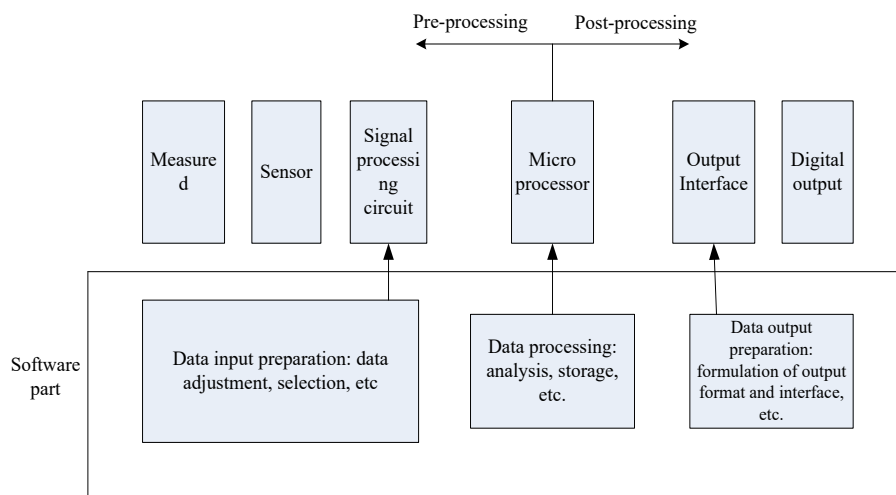 Pre-processing
Post-processing
Measure
d
Sensor
Signal
processi
ng
circuit
Micro
processor
Output
Interface
Digital
output
Software
part
Data input preparation: data
adjustment, selection, etc
Data processing:
analysis, storage,
etc.
Data output
preparation:
formulation of output
format and interface,
etc.